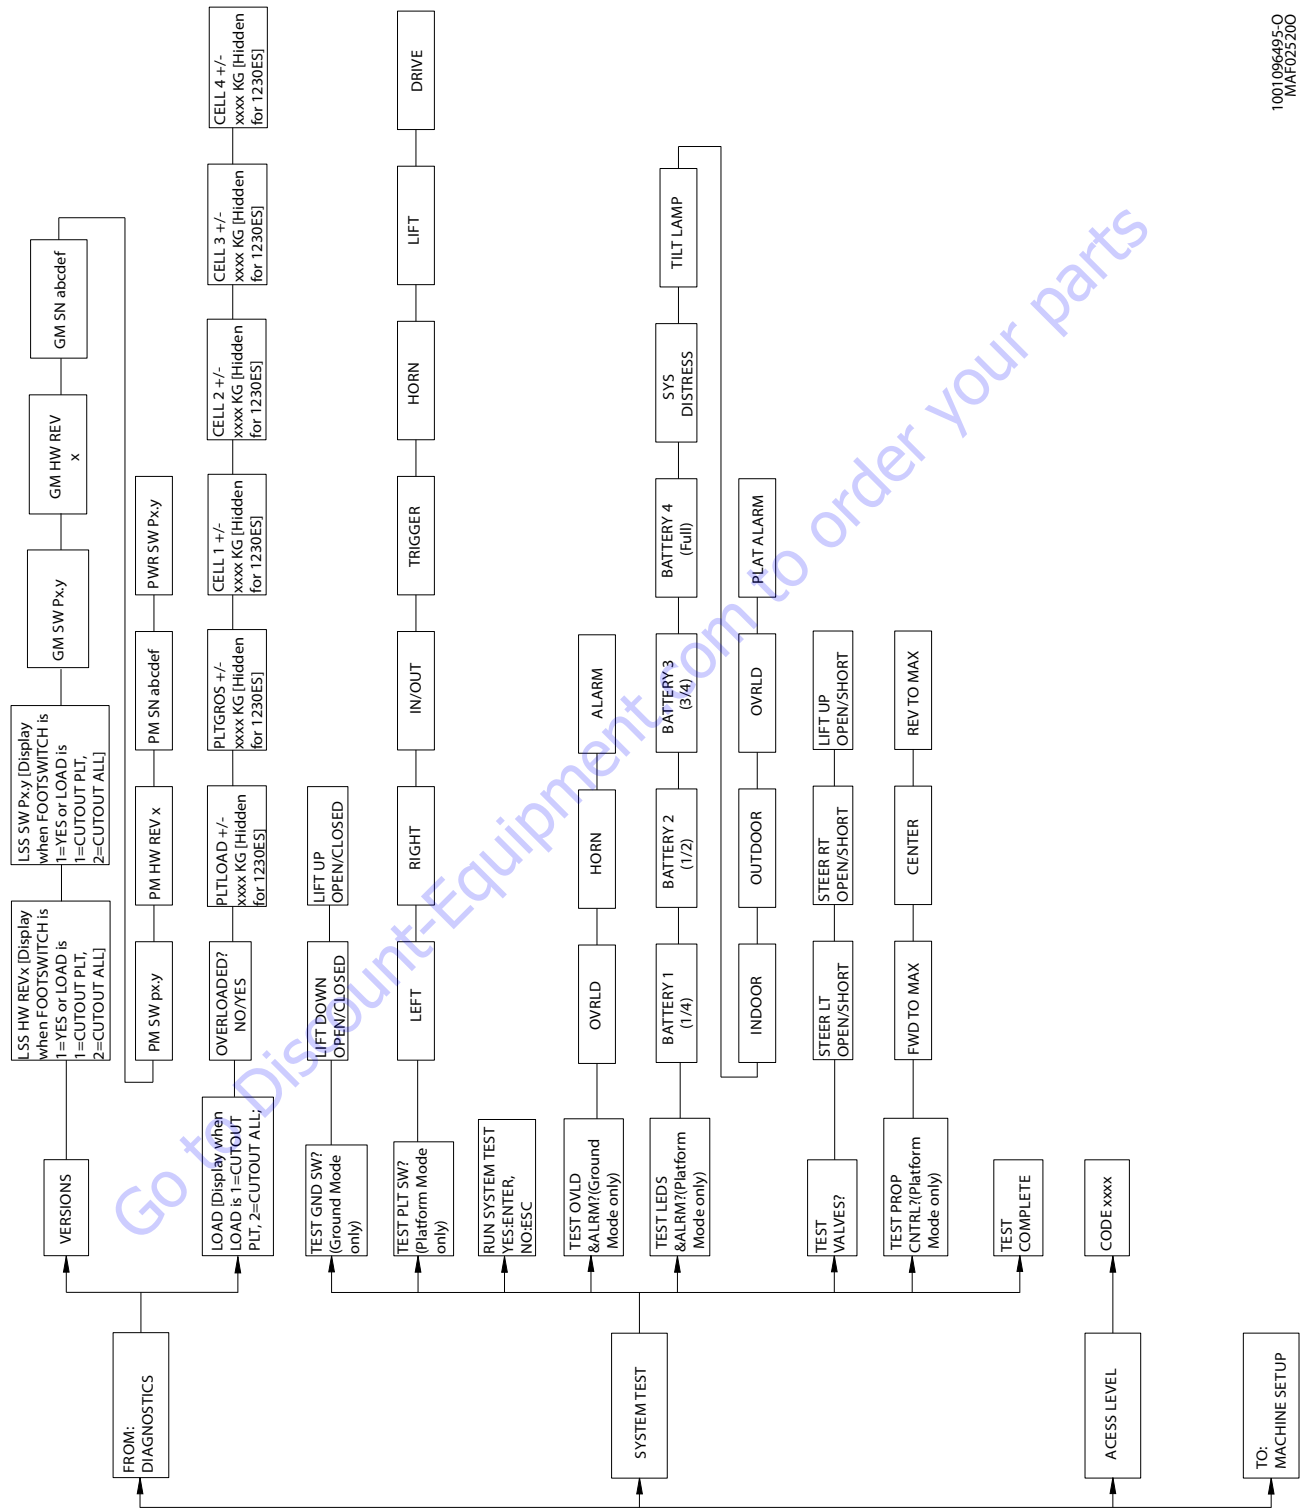 FROM:
DIAGNOSTICS
VERSIONS
LSS HW REVx [Display
when FOOTSWITCH is
1=YES or LOAD is
1=CUTOUT PLT,
2=CUTOUT ALL]
LSS SW Px.y [Display
when FOOTSWITCH is
1=YES or LOAD is
1=CUTOUT PLT,
2=CUTOUT ALL]
GM SW Px.y
GM HW REV
x
GM SN abcdef
PM SW px.y
PM HW REV x
PM SN abcdef
PWR SW Px.y
LOAD [Display when
LOAD is 1=CUTOUT
PLT, 2=CUTOUT ALL;
OVERLOADED?
NO/YES
PLTLOAD +/-
xxxx KG [Hidden
for 1230ES]
PLTGROS +/-
xxxx KG [Hidden
for 1230ES]
CELL 1 +/-
xxxx KG [Hidden
for 1230ES]
CELL 2 +/-
xxxx KG [Hidden
for 1230ES]
CELL 3 +/-
xxxx KG [Hidden
for 1230ES]
CELL 4 +/-
xxxx KG [Hidden
for 1230ES]
SYSTEM TEST
TEST GND SW?
(Ground Mode
only)
LIFT DOWN
OPEN/CLOSED
LIFT UP
OPEN/CLOSED
TEST PLT SW?
(Platform Mode
only)
LEFT
RIGHT
IN/OUT
TRIGGER
HORN
LIFT
DRIVE
RUN SYSTEM TEST
YES:ENTER,
NO:ESC
TEST OVLD
&ALRM?(Ground
Mode only)
OVRLD
HORN
ALARM
TEST LEDS
&ALARM?(Platform
Mode only)
BATTERY 1
(1/4)
BATTERY 2
(1/2)
BATTERY 3
(3/4)
BATTERY 4
(Full)
SYS
DISTRESS
TILT LAMP
INDOOR
OUTDOOR
OVRLD
PLAT ALARM
TEST
VALVES?
STEER LT
OPEN/SHORT
STEER RT
OPEN/SHORT
LIFT UP
OPEN/SHORT
TEST PROP
CNTRL?(Platform
Mode only)
FWD TO MAX
CENTER
REV TO MAX
TEST
COMPLETE
ACESS LEVEL
CODE xxxx
TO:
MACHINE SETUP
1001096495-O
MAF02520O
Go to Discount-Equipment.com to order your parts